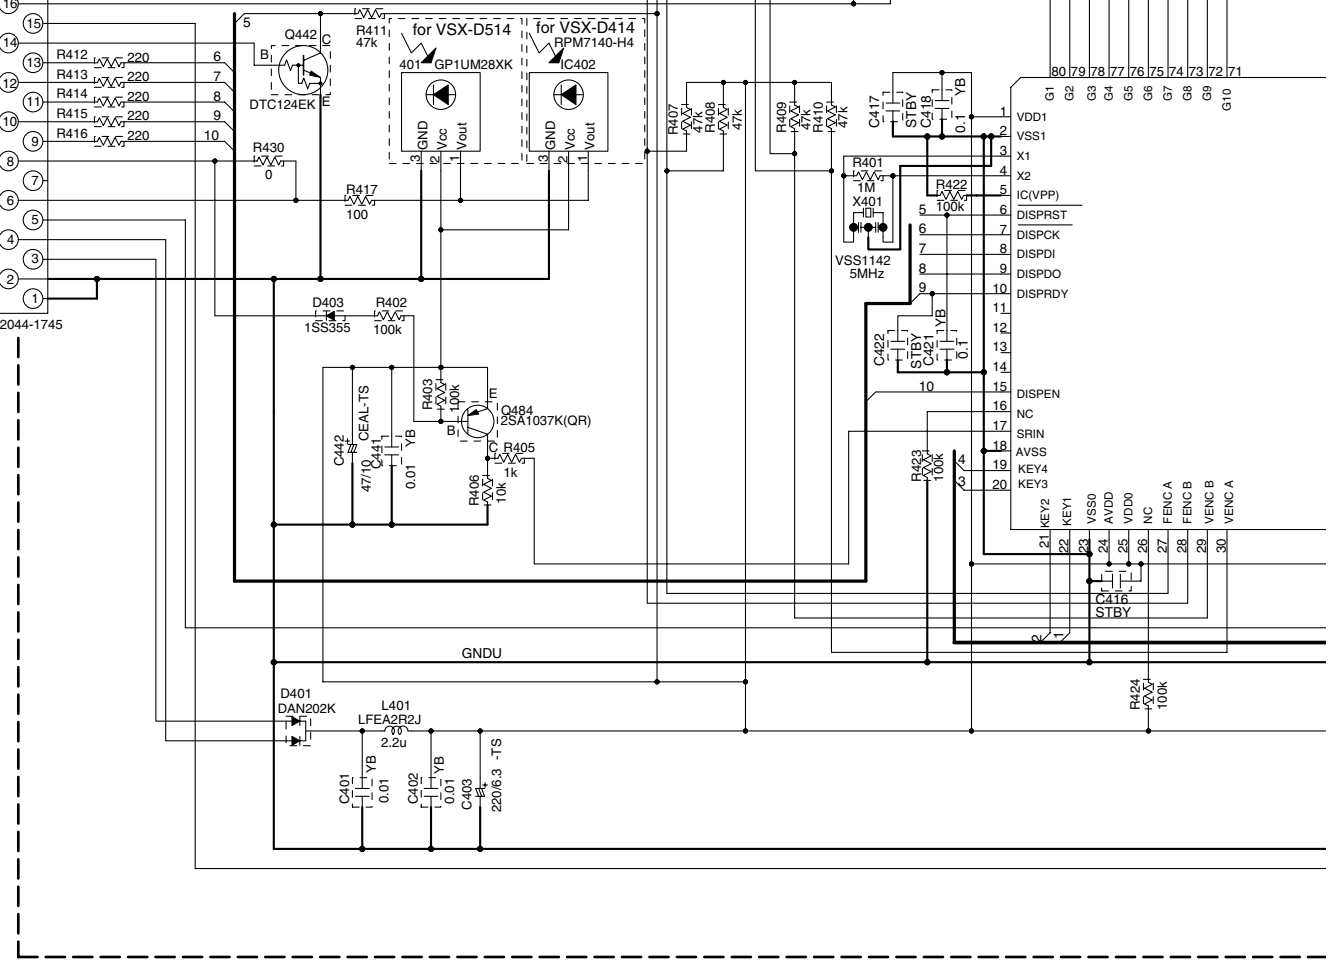 16
15
14
13
12
11
10
9
8
7
6
5
4
3
2
1
2044-1745
R412 220 6
R413 220 7
R414 220 8
R415 220 9
R416 220 10
5
Q442
B
C
E
DTC124EK
R411
47k
R430
0
R417
100
for VSX-D514
401 GP1UM28XK
GND
Vcc
Vout
3 2 1
for VSX-D414
RPM7140-H4
IC402
GND
Vcc
Vout
3 2 1
R407
47k
R408
47k
R409
47k
R410
47k
C417
STBY
C418
0.1
YB
R401
1M
X401
VSS1142
5MHz
R422
100k
5
6
7
8
9
C422
STBY
C421
0.1
YB
10
80 79 78 77 76 75 74 73 72 71
G1
G2
G3
G4
G5
G6
G7
G8
G9
G10
1 VDD1
2 VSS1
3 X1
4 X2
5 IC(VPP)
6 DISPRST
7 DISPCK
8 DISPDI
9 DISPDO
10 DISPRDY
11
12
13
14
15 DISPEN
16 NC
17 SRIN
18 AVSS
19 KEY4
20 KEY3
4
3
R423
100k
KEY2
KEY1
VSS0
AVDD
VDD0
NC
FENC A
FENC B
VENC B
VENC A
21
22
23
24
25
26
27
28
29
30
C416
STBY
2
1
R424
100k
D403
1SS355
R402
100k
R403
100k
E
B
C
Q484
2SA1037K(QR)
R405
1k
R406
10k
C442
47/10
CEAL-TS
C441
0.01
YB
GNDU
D401
DAN202K
L401
LFEA2R2J
2.2u
C401
0.01
YB
C402
0.01
YB
C403
220/6.3 -TS